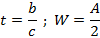 t = b/c ; W = A/2